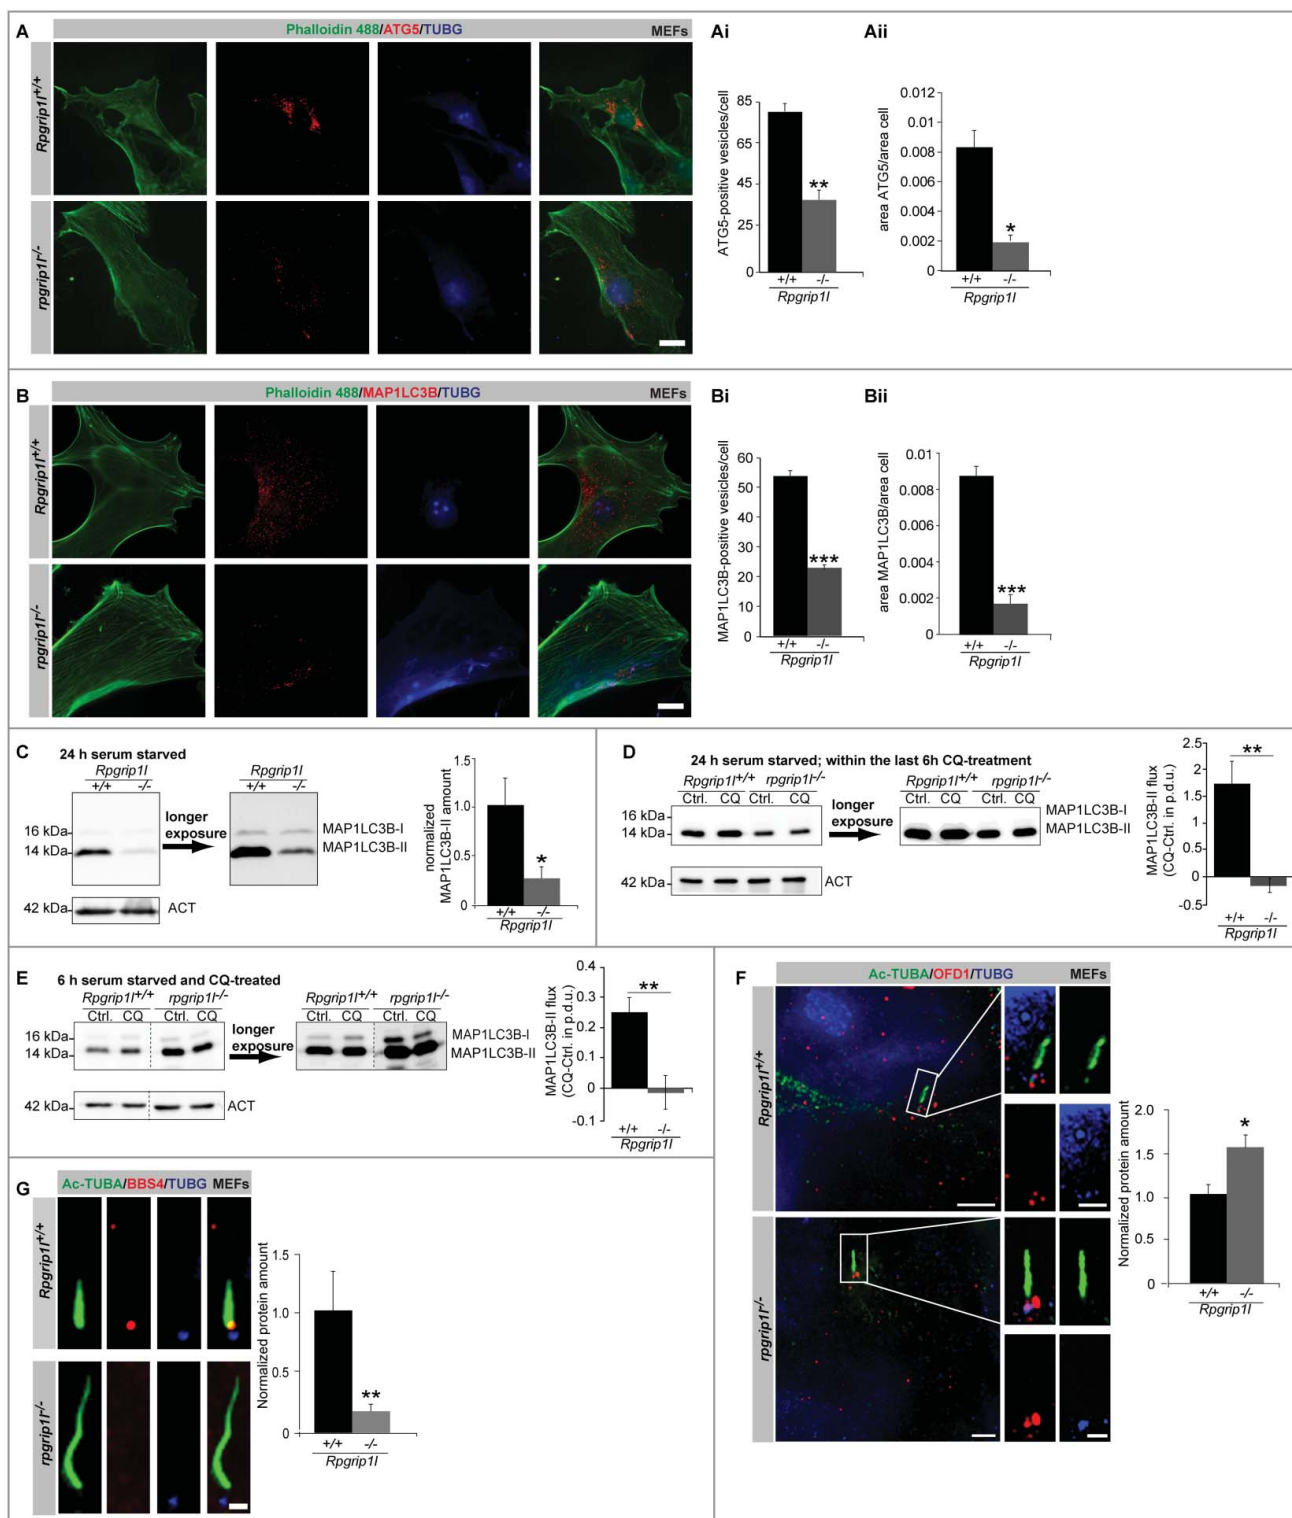 A
Phalloidin 488/ATG5/TUBG MEFs
Rpgrip1l+/+
rpgrip1l-/-
Ai
ATG5-positive vesicles/cell
85
65
45
25
0
+/+ -/-
Rpgrip1l
**
Aii
area ATG5/area cell
0.012
0.01
0.008
0.006
0.004
0.002
0
+/+ -/-
Rpgrip1l
*
B
Phalloidin 488/MAP1LC3B/TUBG MEFs
Rpgrip1l+/+
rpgrip1l-/-
Bi
MAP1LC3B-positive vesicles/cell
60
50
40
30
20
10
0
+/+ -/-
Rpgrip1l
***
Bii
area MAP1LC3B/area cell
0.01
0.008
0.006
0.004
0.002
0
+/+ -/-
Rpgrip1l
***
C
24 h serum starved
Rpgrip1l
+/+ -/-
longer
exposure
Rpgrip1l
+/+ -/-
16 kDa
14 kDa
MAP1LC3B-I
MAP1LC3B-II
42 kDa
ACT
normalized
MAP1LC3B-II amount
1.5
1.0
0.5
0
+/+ -/-
Rpgrip1l
*
D
24 h serum starved; within the last 6h CQ-treatment
Rpgrip1l+/+ rpgrip1l-/-
Ctrl. CQ Ctrl. CQ
longer
exposure
Rpgrip1l+/+ rpgrip1l-/-
Ctrl. CQ Ctrl. CQ
16 kDa
14 kDa
MAP1LC3B-I
MAP1LC3B-II
42 kDa
ACT
MAP1LC3B-II flux
(CQ-Ctrl. in p.d.u.)
2.5
2.0
1.5
1.0
0.5
0
-0.5
+/+ -/-
Rpgrip1l
**
E
6 h serum starved and CQ-treated
Rpgrip1l+/+ rpgrip1l-/-
Ctrl. CQ Ctrl. CQ
longer
exposure
Rpgrip1l+/+ rpgrip1l-/-
Ctrl. CQ Ctrl. CQ
16 kDa
14 kDa
MAP1LC3B-I
MAP1LC3B-II
42 kDa
ACT
MAP1LC3B-II flux
(CQ-Ctrl. in p.d.u.)
0.4
0.3
0.2
0.1
0
-0.1
+/+ -/-
Rpgrip1l
**
F
Ac-TUBA/OFD1/TUBG MEFs
Rpgrip1l+/+
rpgrip1l-/-
Normalized protein amount
2.0
1.5
1.0
0.5
0
+/+ -/-
Rpgrip1l
*
G
Ac-TUBA/BBS4/TUBG MEFs
Rpgrip1l+/+
rpgrip1l-/-
Normalized protein amount
1.5
1.0
0.5
0
+/+ -/-
Rpgrip1l
**